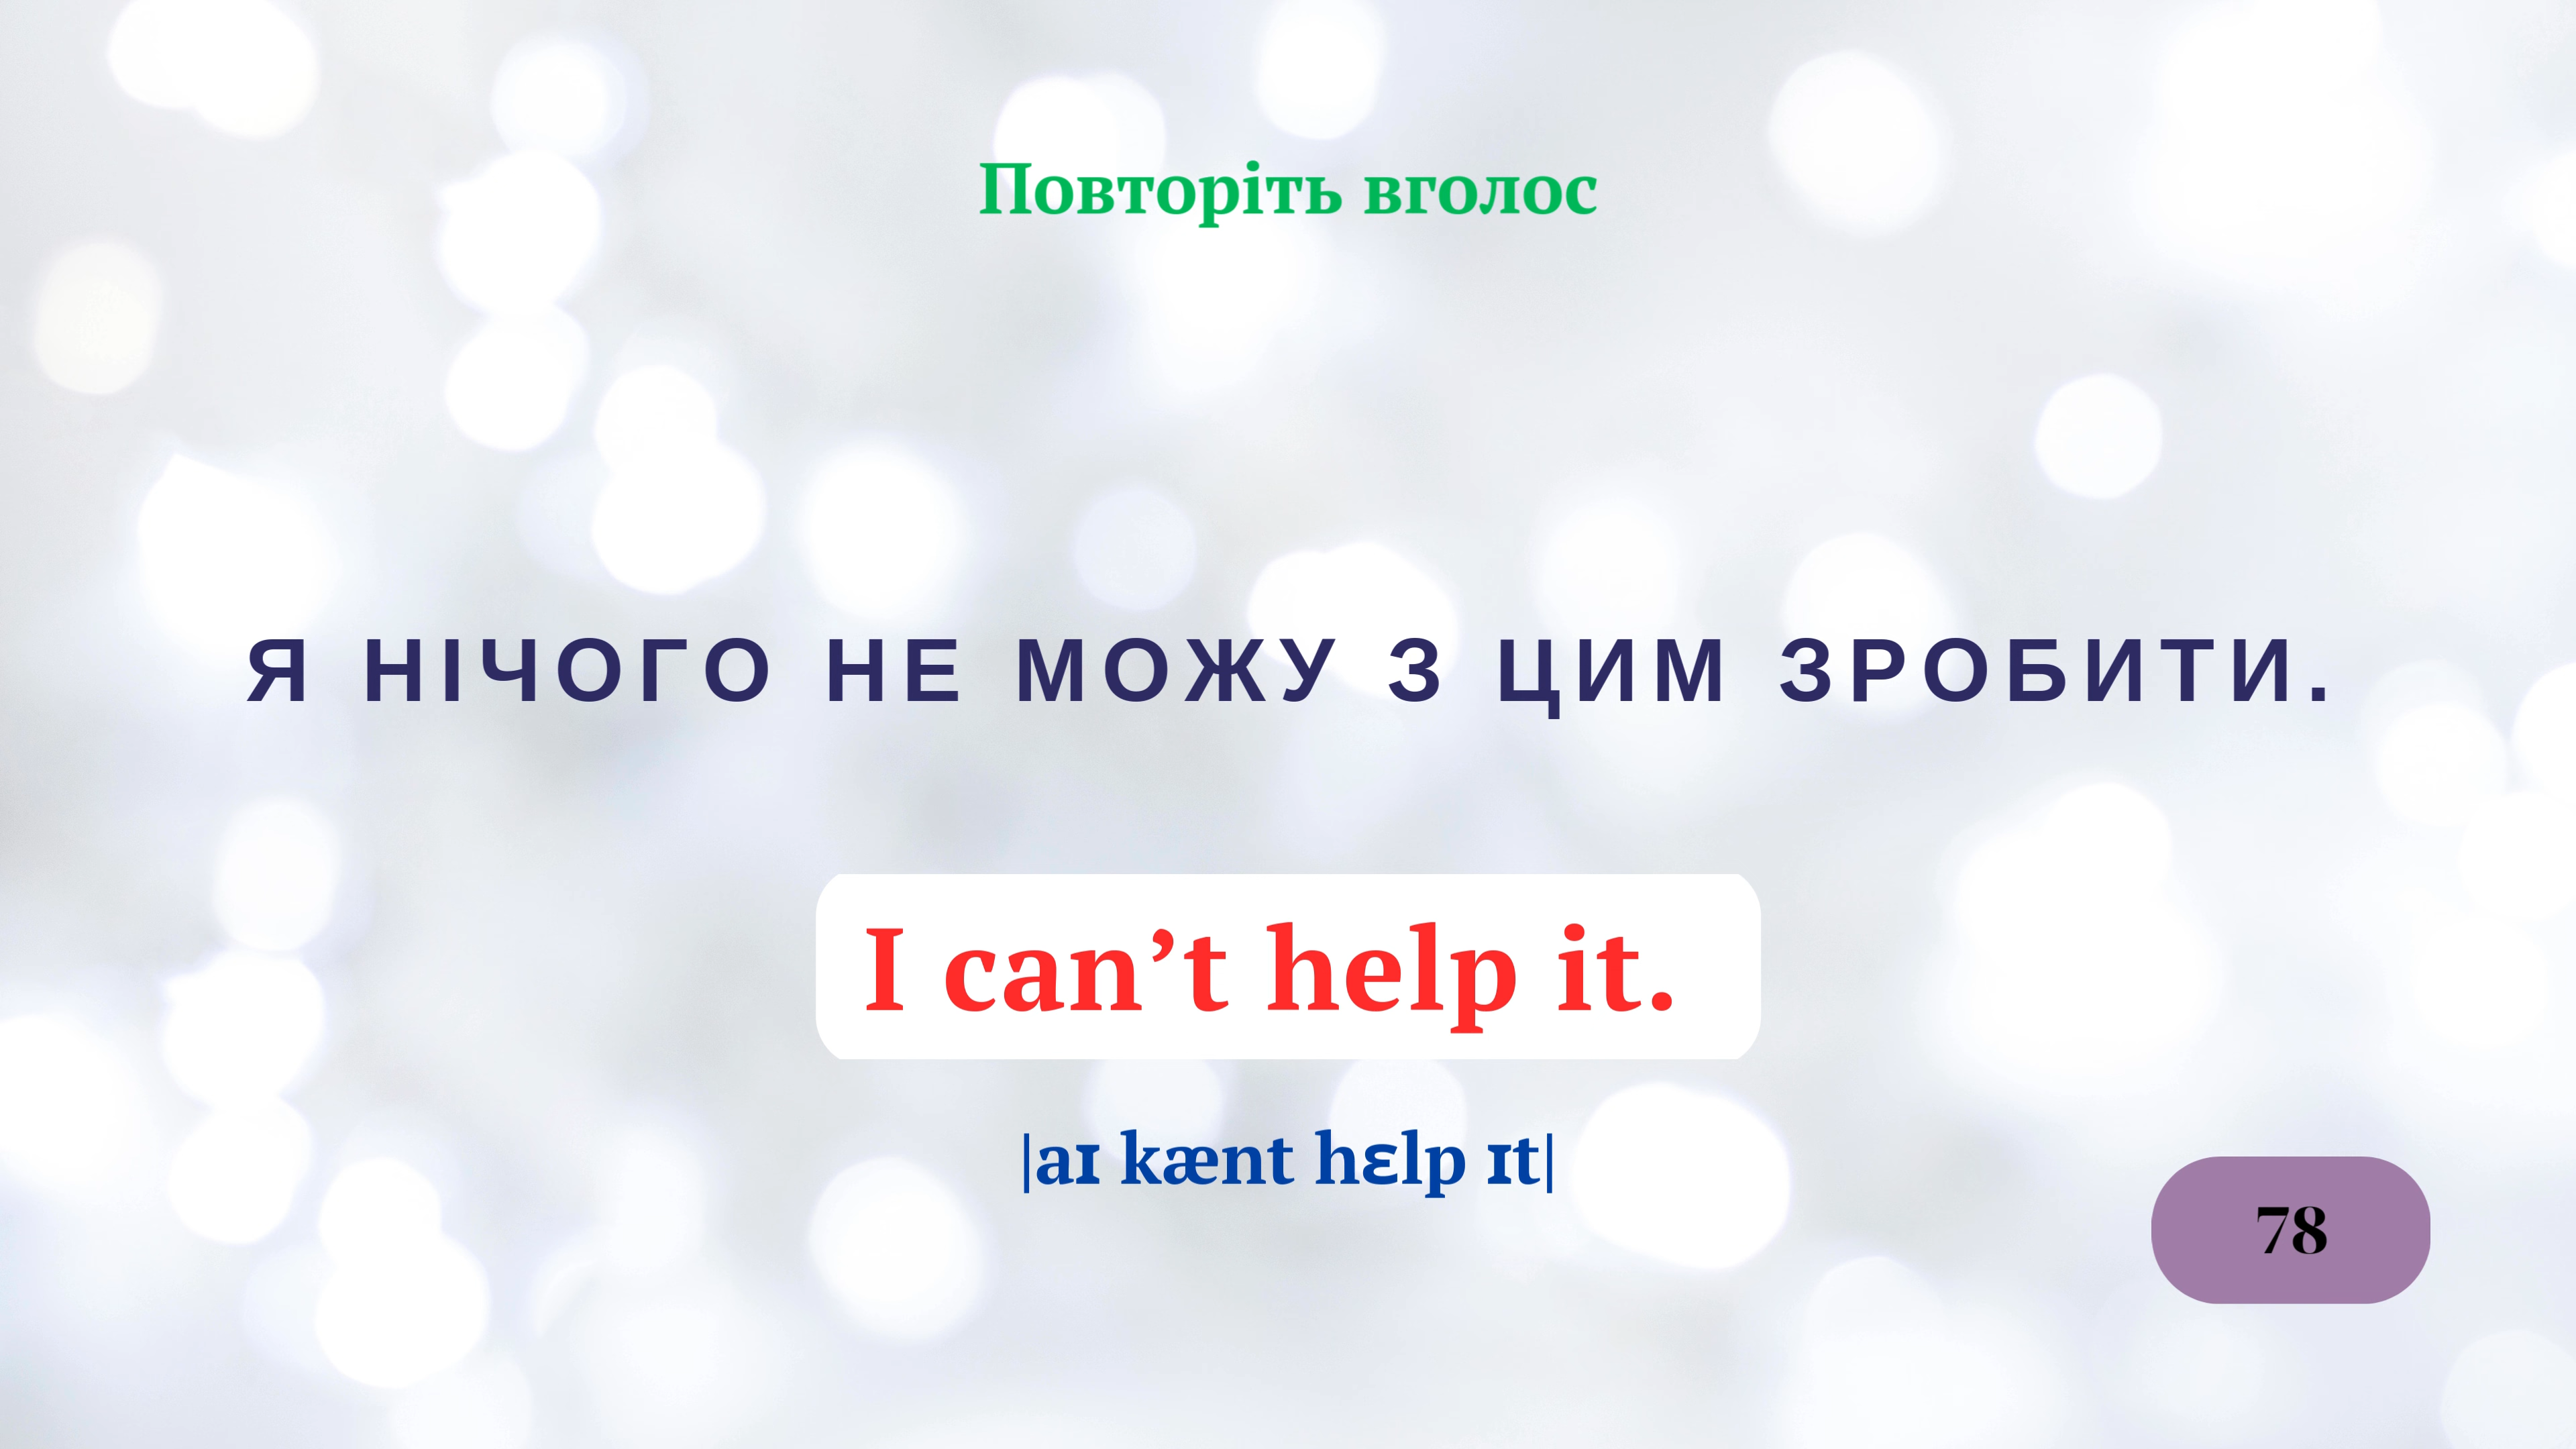 Повторіть вголос
Я НІЧОГО НЕ МОЖУ З ЦИМ ЗРОБИТИ.
I can’t help it.
|aɪ kænt hɛlp ɪt|
78